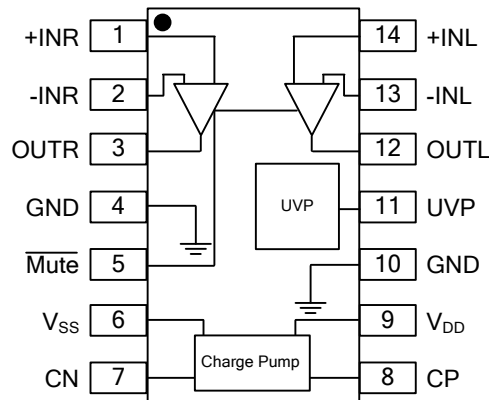 +INR 1 14 +INL
-INR 2 13 -INL
OUTR 3 12 OUTL
GND 4 UVP 11 UVP
Mute 5 10 GND
VSS 6 9 VDD
Charge Pump
CN 7 8 CP